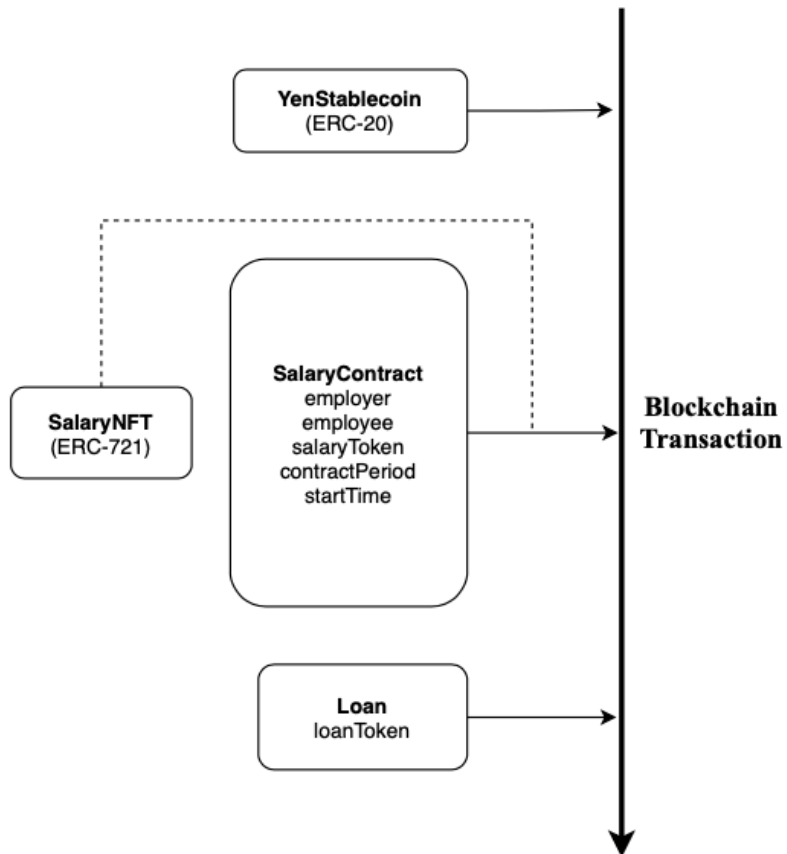 YenStablecoin
(ERC-20)
SalaryContract
employer
employee
salaryToken
contractPeriod
startTime
SalaryNFT
(ERC-721)
Blockchain
Transaction
Loan
loanToken